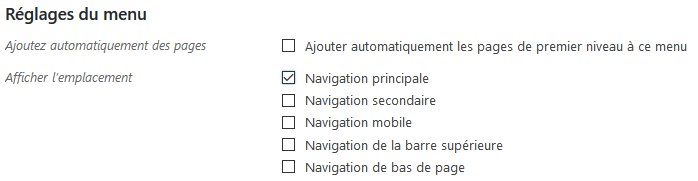 Réglages du menu
Ajoutez automatiquement des pages Ajouter automatiquement les pages de premier niveau à ce menu
Afficher l'emplacement Navigation principale
Navigation secondaire
Navigation mobile
Navigation de la barre supérieure
Navigation de bas de page